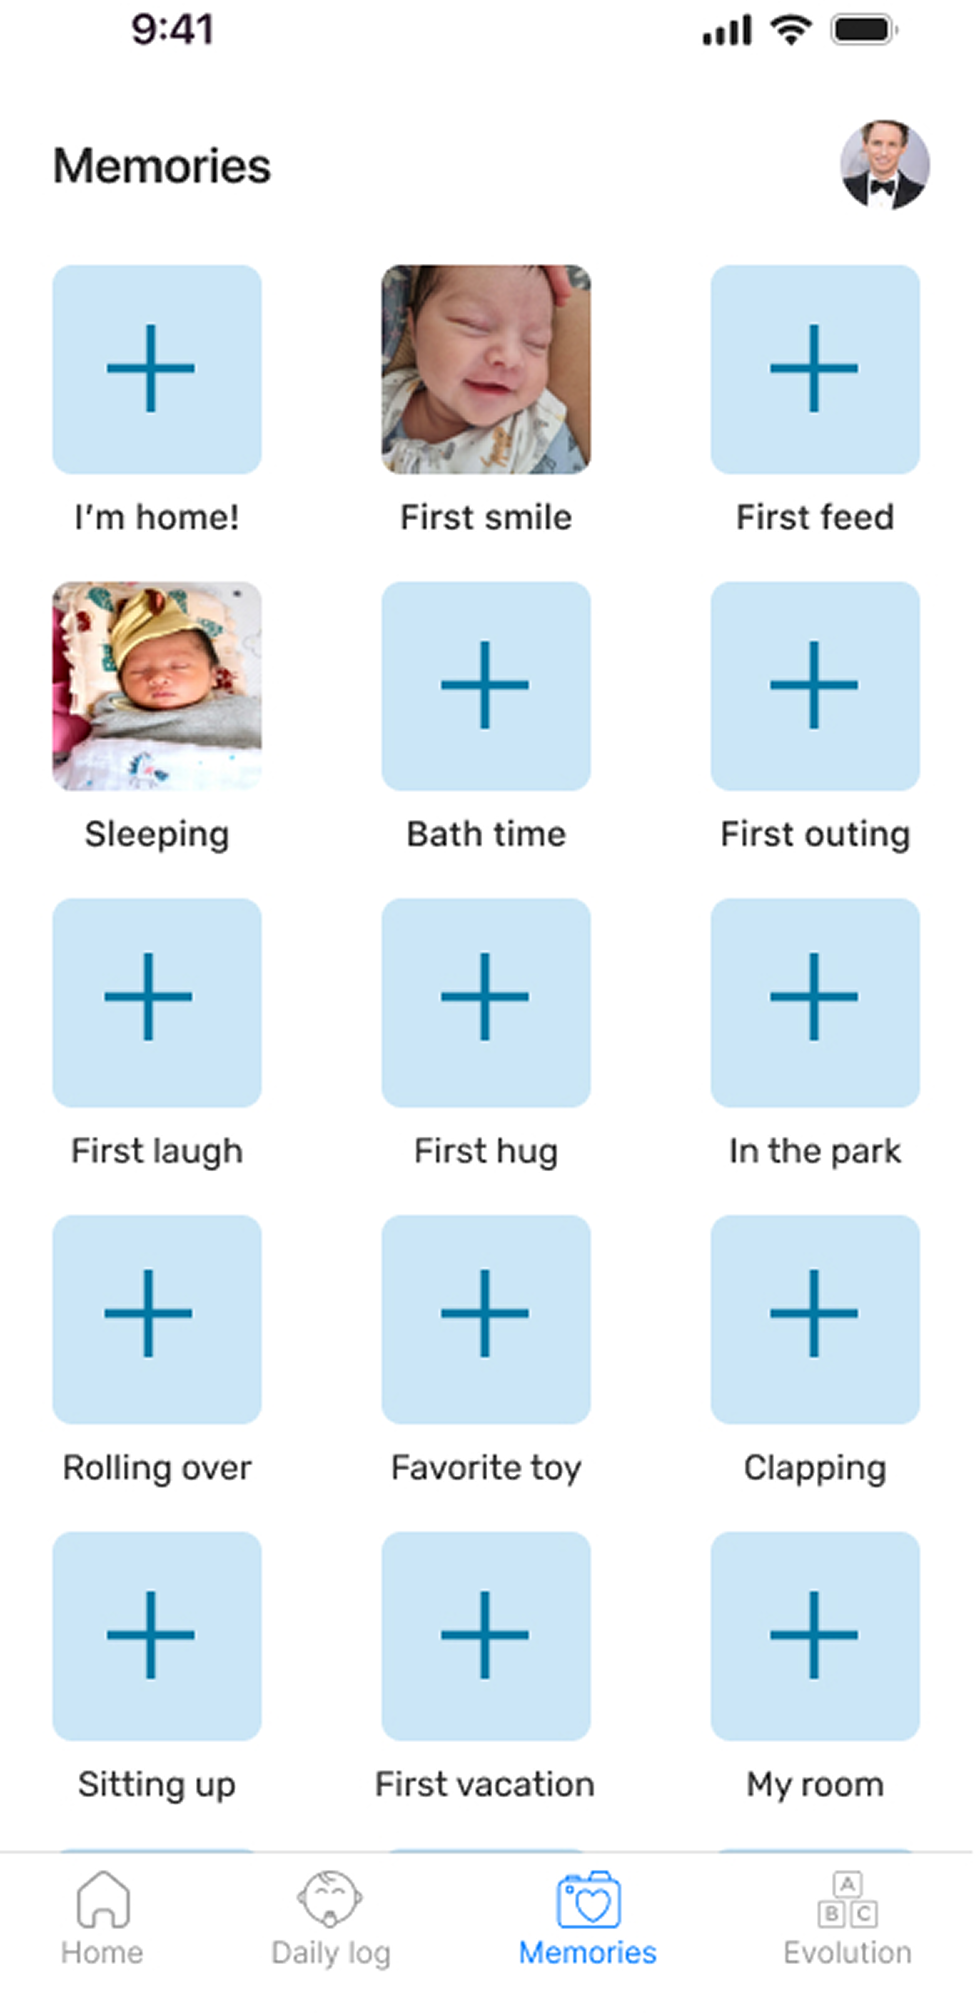 9:41
Memories
I'm home!
First smile
First feed
Sleeping
Bath time
First outing
First laugh
First hug
In the park
Rolling over
Favorite toy
Clapping
Sitting up
First vacation
My room
A
B C
Home
Daily log
Memories
Evolution